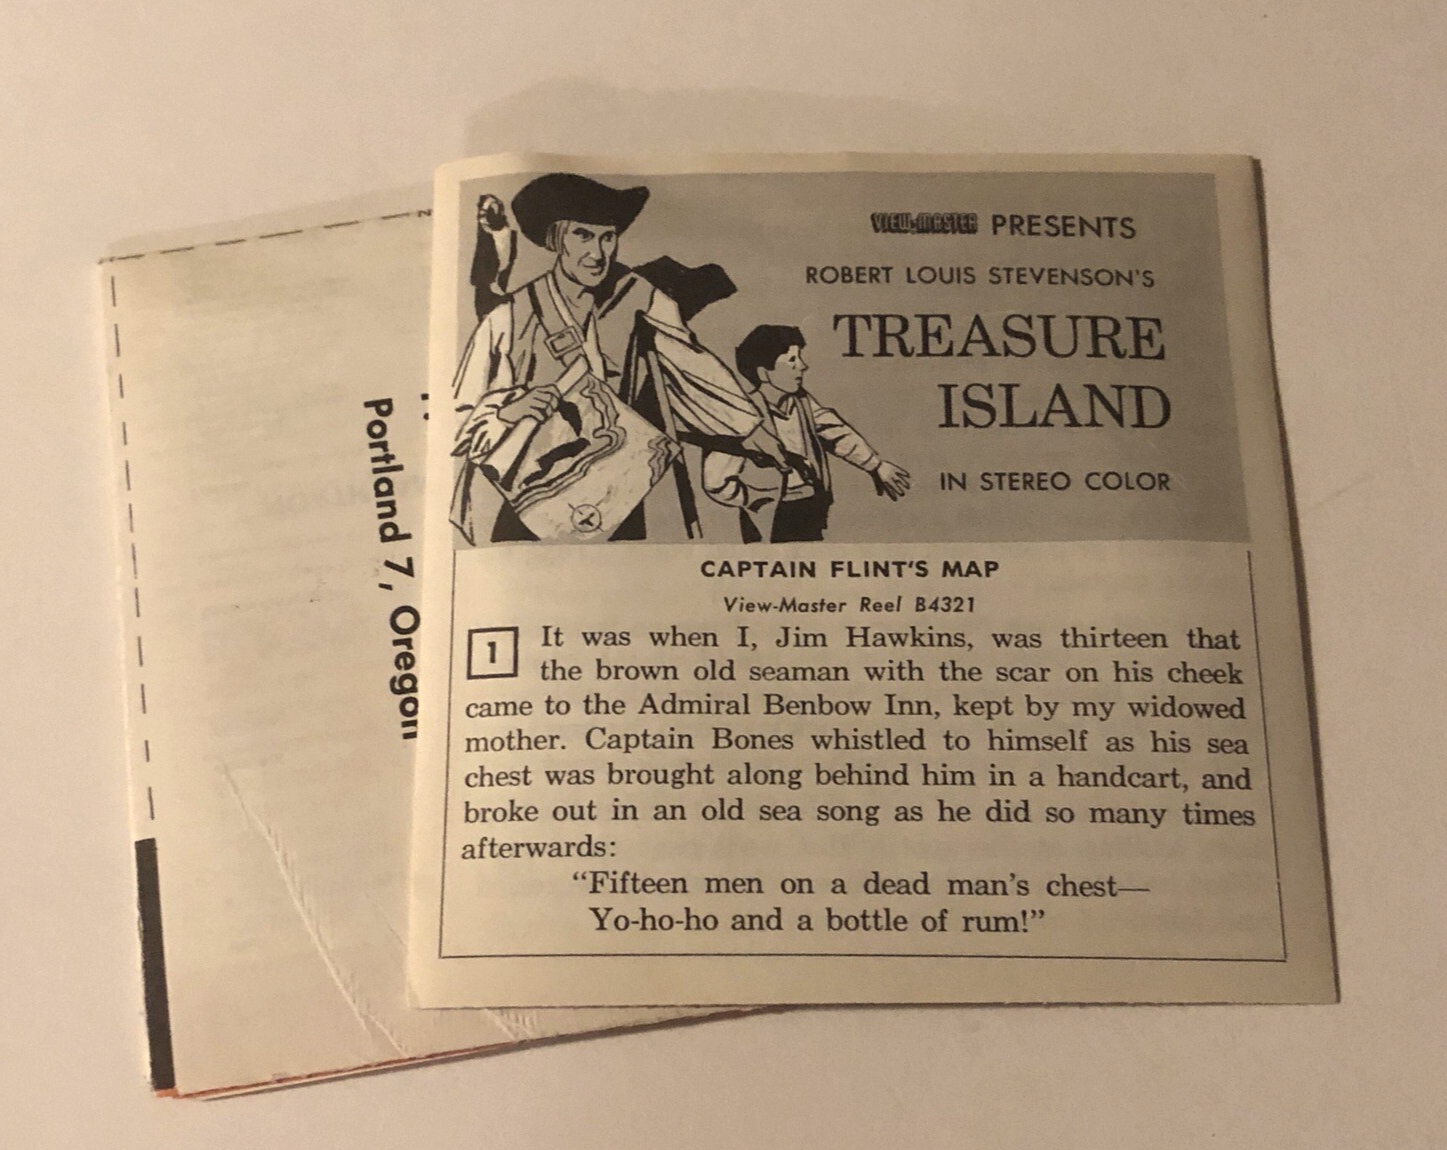 VIEW-MASTER PRESENTS
ROBERT LOUIS STEVENSON'S
TREASURE
ISLAND
IN STEREO COLOR
CAPTAIN FLINT'S MAP
View-Master Reel B4321
1 It was when I, Jim Hawkins, was thirteen that
the brown old seaman with the scar on his cheek
came to the Admiral Benbow Inn, kept by my widowed
mother. Captain Bones whistled to himself as his sea
chest was brought along behind him in a handcart, and
broke out in an old sea song as he did so many times
afterwards:
"Fifteen men on a dead man's chest—
Yo-ho-ho and a bottle of rum!"
Portland 7, Oregon